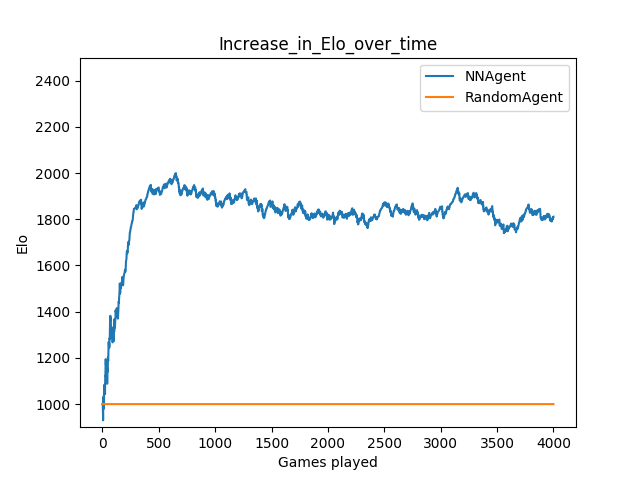 Increase_in_Elo_over_time
NNAgent
RandomAgent
2400
2200
2000
1800
1600
1400
1200
1000
Elo
0 500 1000 1500 2000 2500 3000 3500 4000
Games played